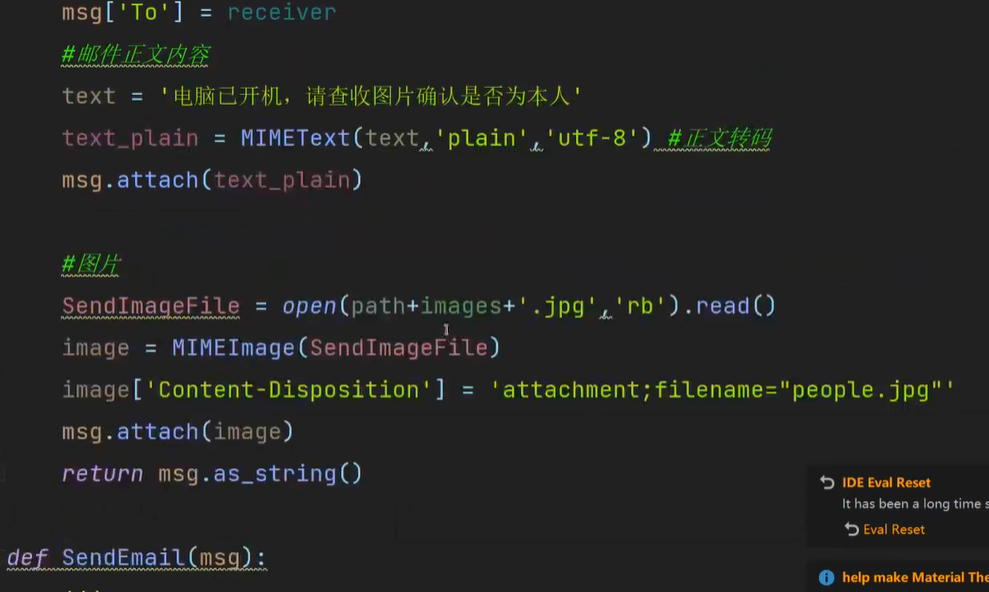 msg['To'] = receiver
#邮件正文内容
text = '电脑已开机，请查收图片确认是否为本人'
text_plain = MIMEText(text,'plain','utf-8') #正文转码
msg.attach(text_plain)
#图片
SendImageFile = open(path+images+'.jpg','rb').read()
image = MIMEImage(SendImageFile)
image['Content-Disposition'] = 'attachment;filename="people.jpg"'
msg.attach(image)
return msg.as_string()
IDE Eval Reset
It has been a long time s
Eval Reset
def SendEmail(msg):
help make Material The